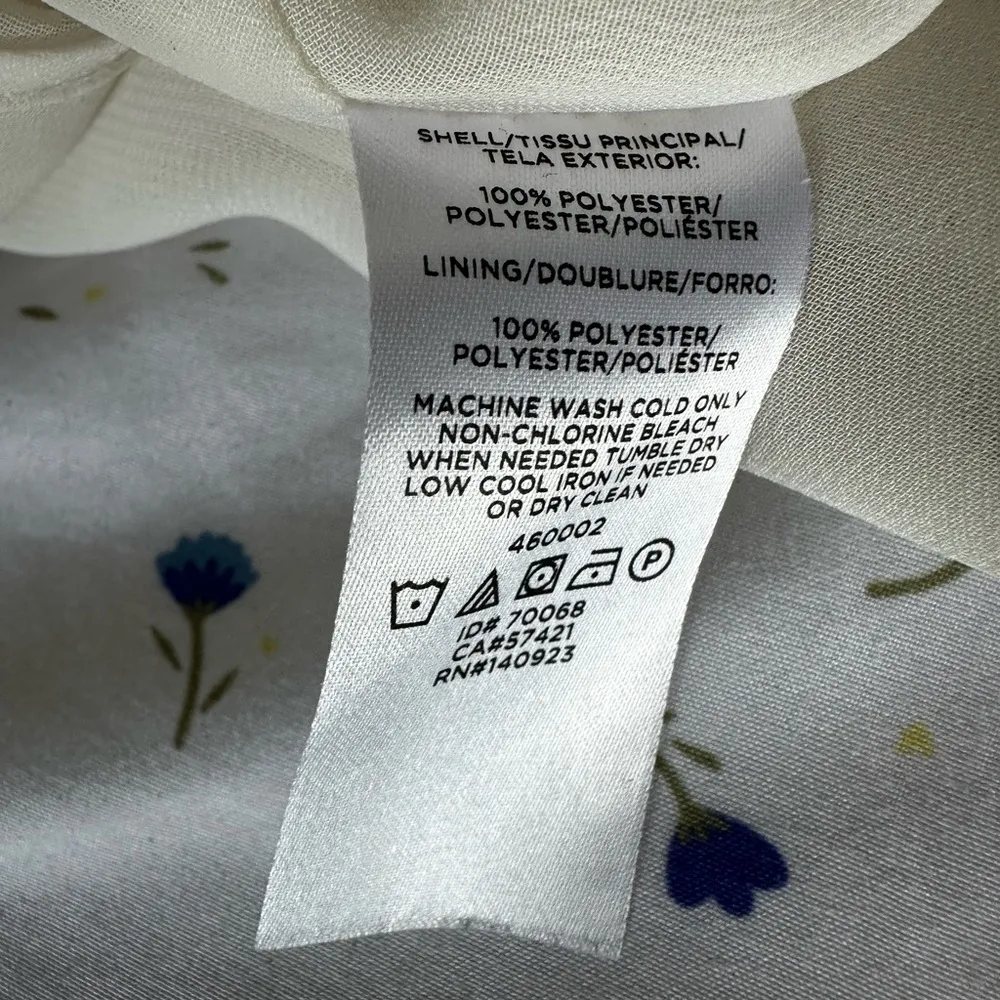 SHELL/TISSU PRINCIPAL/
TELA EXTERIOR:
100% POLYESTER/
POLYESTER/POLIÉSTER
LINING/DOUBLURE/FORRO:
100% POLYESTER/
POLYESTER/POLIÉSTER
MACHINE WASH COLD ONLY
NON-CHLORINE BLEACH
WHEN NEEDED TUMBLE DRY
LOW COOL IRON IF NEEDED
OR DRY CLEAN
460002
P
ID# 70068
CA#57421
RN#140923